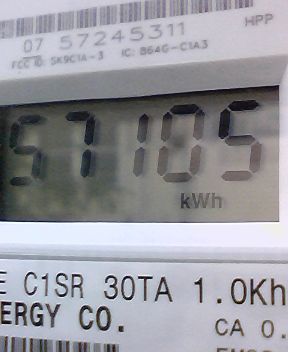 HPP
07 57245311
FCC ID: SK9C1A-3 IC: 864G-C1A3
57105
kWh
E C1SR 30TA 1.0Kh
ERGY CO.
CA 0.